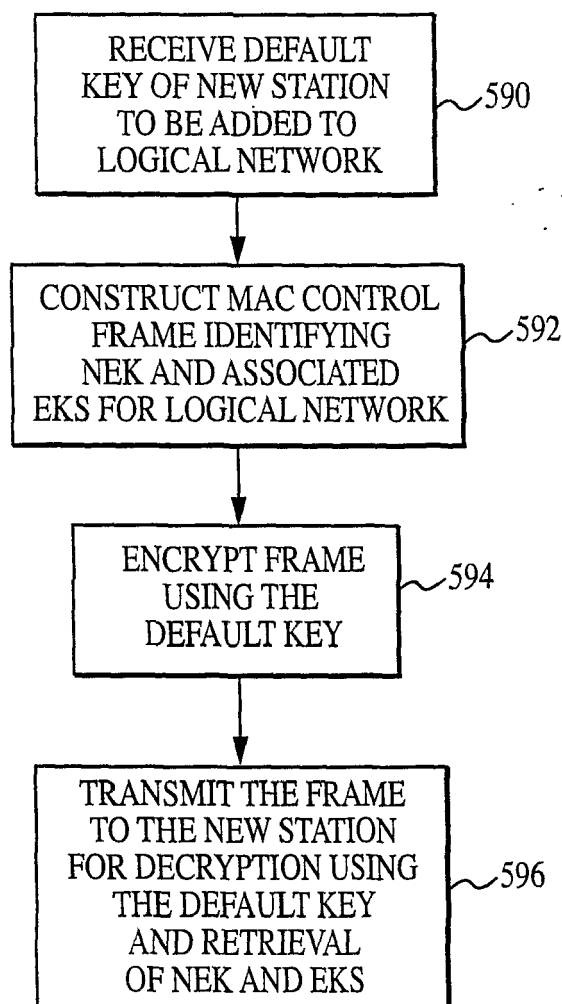 RECEIVE DEFAULT
KEY OF NEW STATION
TO BE ADDED TO
LOGICAL NETWORK
590
CONSTRUCT MAC CONTROL
FRAME IDENTIFYING
NEK AND ASSOCIATED
EKS FOR LOGICAL NETWORK
592
ENCRYPT FRAME
USING THE
DEFAULT KEY
594
TRANSMIT THE FRAME
TO THE NEW STATION
FOR DECRYPTION USING
THE DEFAULT KEY
AND RETRIEVAL
OF NEK AND EKS
596